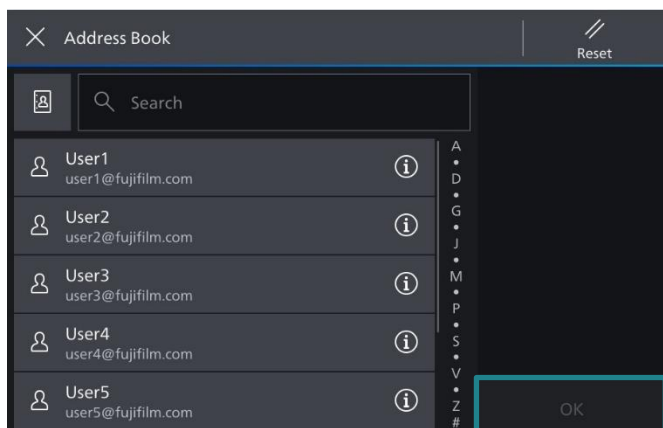 Address Book
Reset
Search
User1
user1@fujifilm.com
User2
user2@fujifilm.com
User3
user3@fujifilm.com
User4
user4@fujifilm.com
User5
user5@fujifilm.com
A
D
G
J
M
P
S
V
Z
#
OK